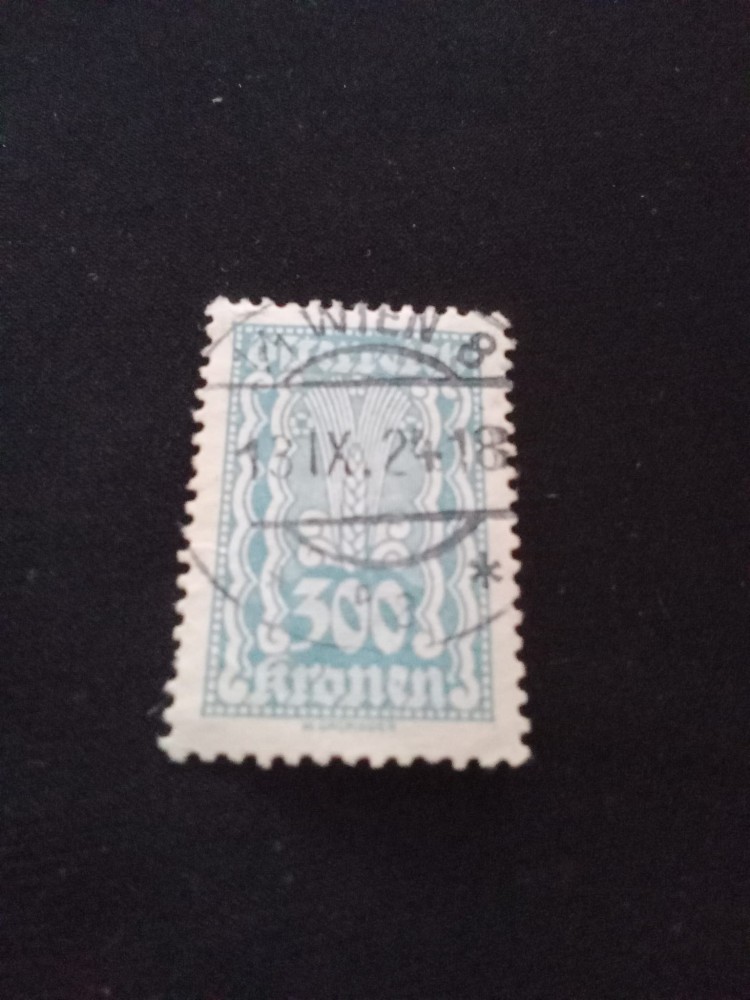 WIEN 8
13 IX. 24-18
*
300
Kronen